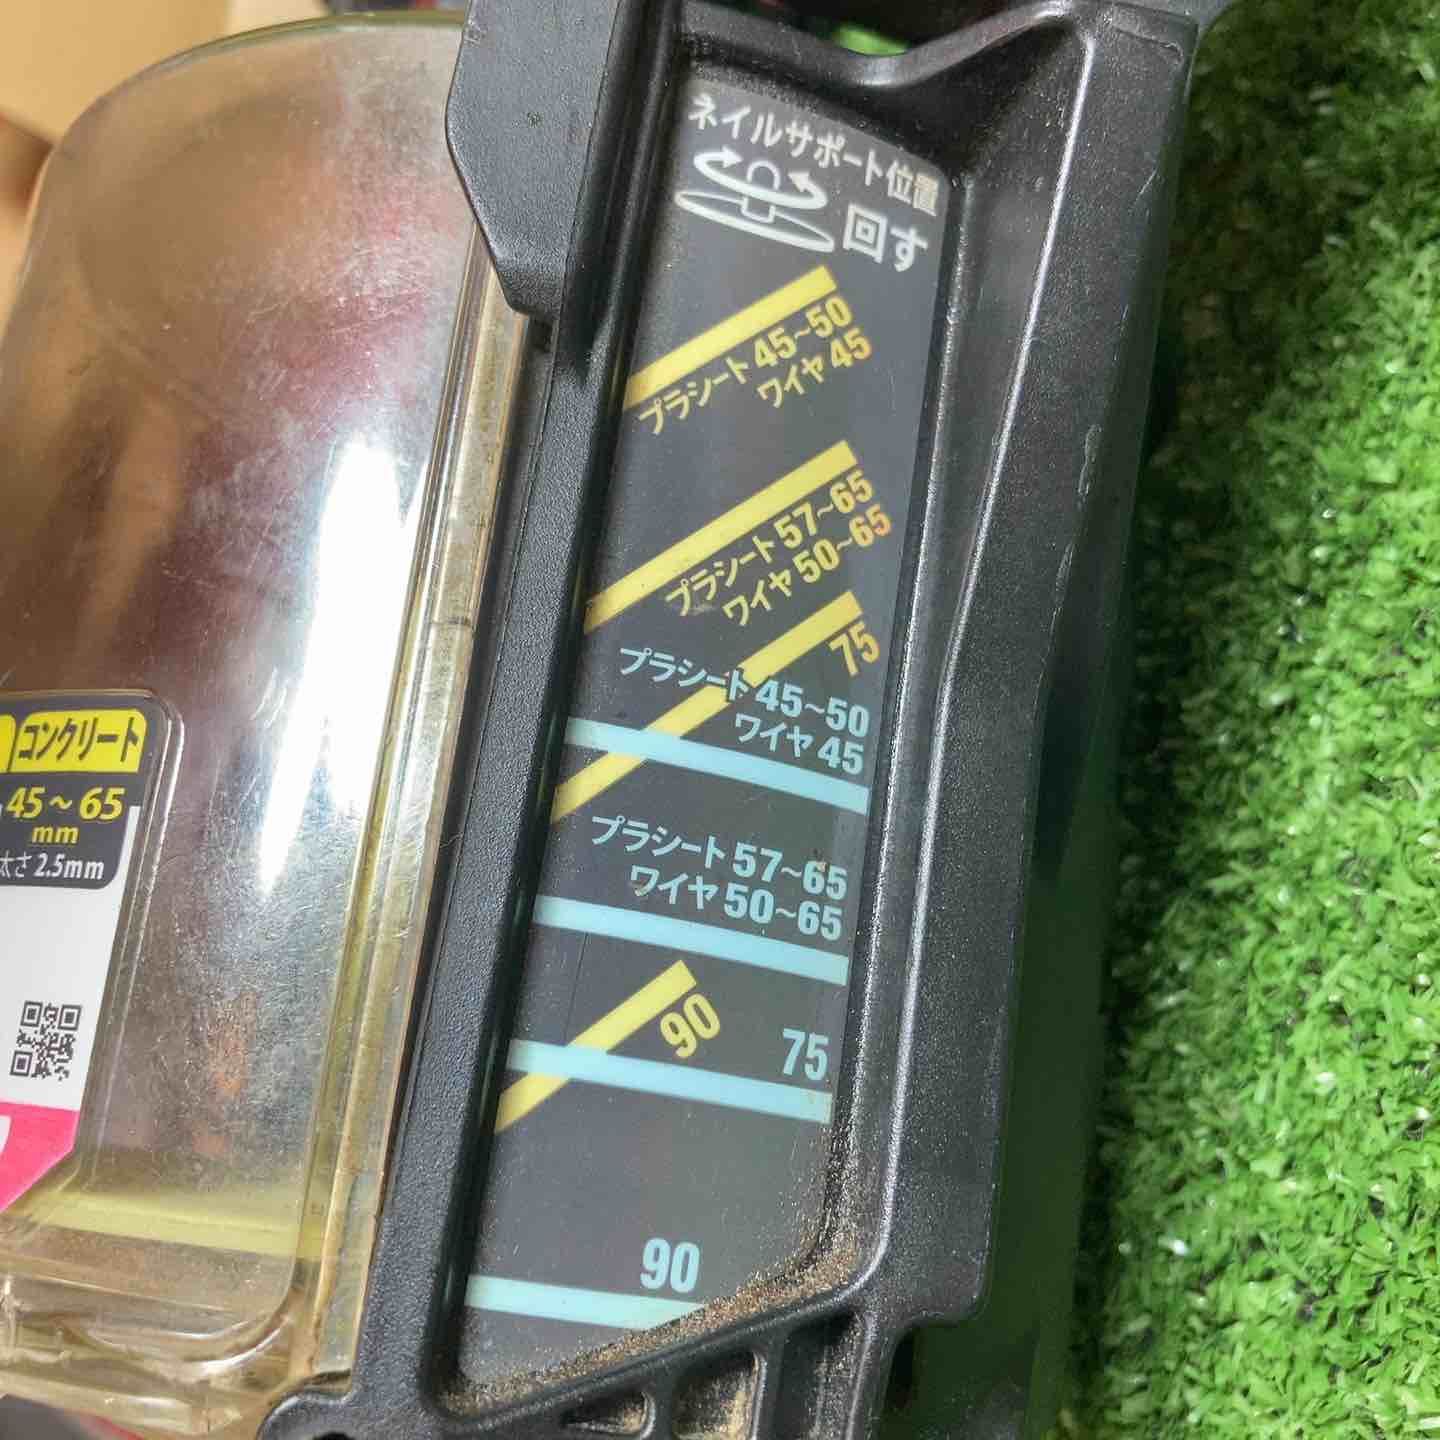 ネイルサポート位置
回す
プラシート 45~50
ワイヤ 45
プラシート 57~65
ワイヤ 50~65
75
プラシート 45~50
ワイヤ 45
プラシート 57~65
ワイヤ 50~65
90
75
90
コンクリート
45~65
mm
太さ 2.5mm